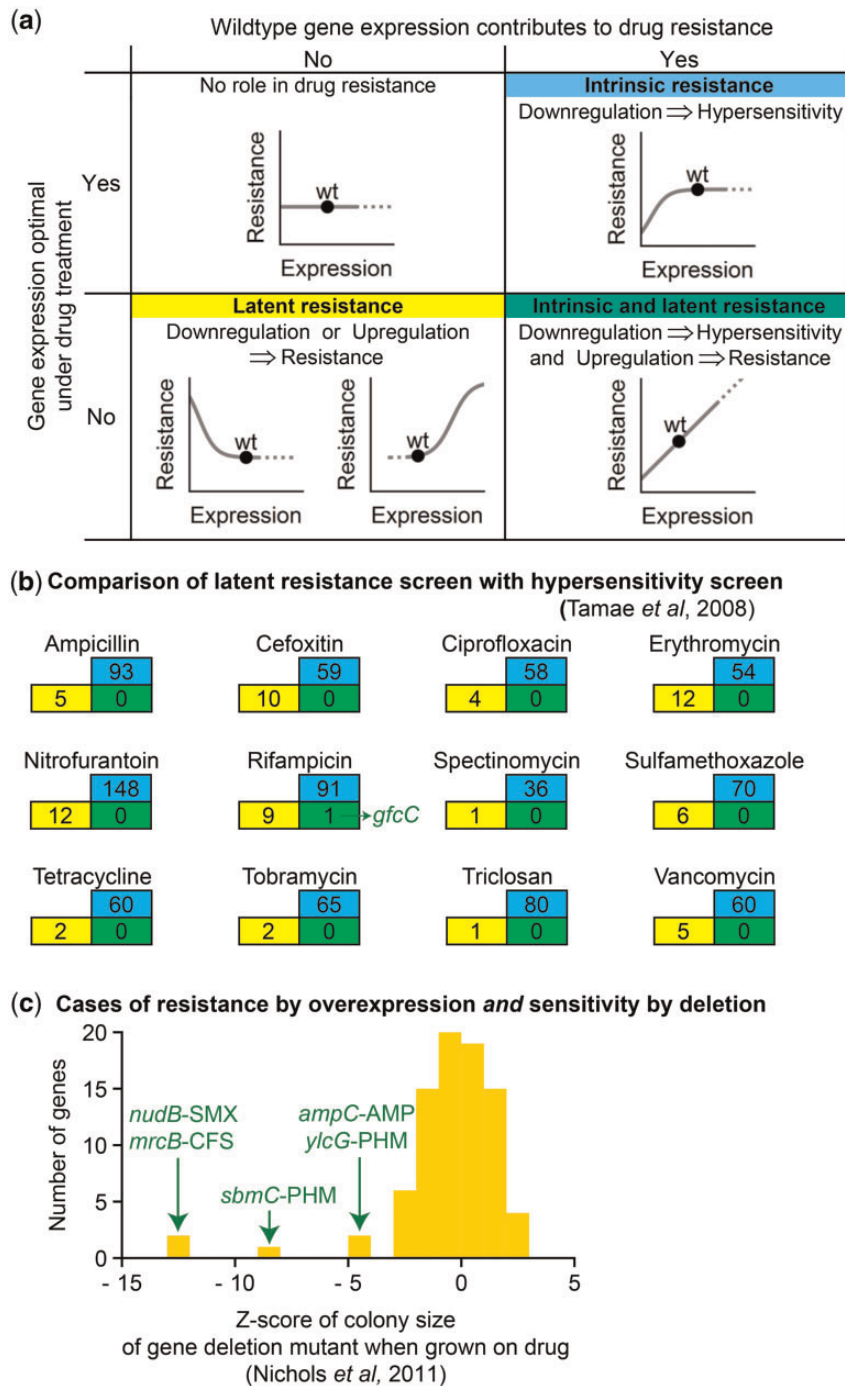 (a)
Wildtype gene expression contributes to drug resistance
No
Yes
Gene expression optimal
under drug treatment
Yes
No role in drug resistance
Resistance
wt
Expression
Intrinsic resistance
Downregulation ⟹ Hypersensitivity
Resistance
wt
Expression
No
Latent resistance
Downregulation or Upregulation
⟹ Resistance
Resistance
wt
Expression
Resistance
wt
Expression
Intrinsic and latent resistance
Downregulation ⟹ Hypersensitivity
and Upregulation ⟹ Resistance
Resistance
wt
Expression
(b) Comparison of latent resistance screen with hypersensitivity screen
(Tamae et al, 2008)
Ampicillin
93
5 0
Cefoxitin
59
10 0
Ciprofloxacin
58
4 0
Erythromycin
54
12 0
Nitrofurantoin
148
12 0
Rifampicin
91
9 1 → gfcC
Spectinomycin
36
1 0
Sulfamethoxazole
70
6 0
Tetracycline
60
2 0
Tobramycin
65
2 0
Triclosan
80
1 0
Vancomycin
60
5 0
(c) Cases of resistance by overexpression and sensitivity by deletion
Number of genes
20
15
10
5
0
nudB-SMX
mrcB-CFS
sbmC-PHM
ampC-AMP
ylcG-PHM
- 15 - 10 - 5 0 5
Z-score of colony size
of gene deletion mutant when grown on drug
(Nichols et al, 2011)